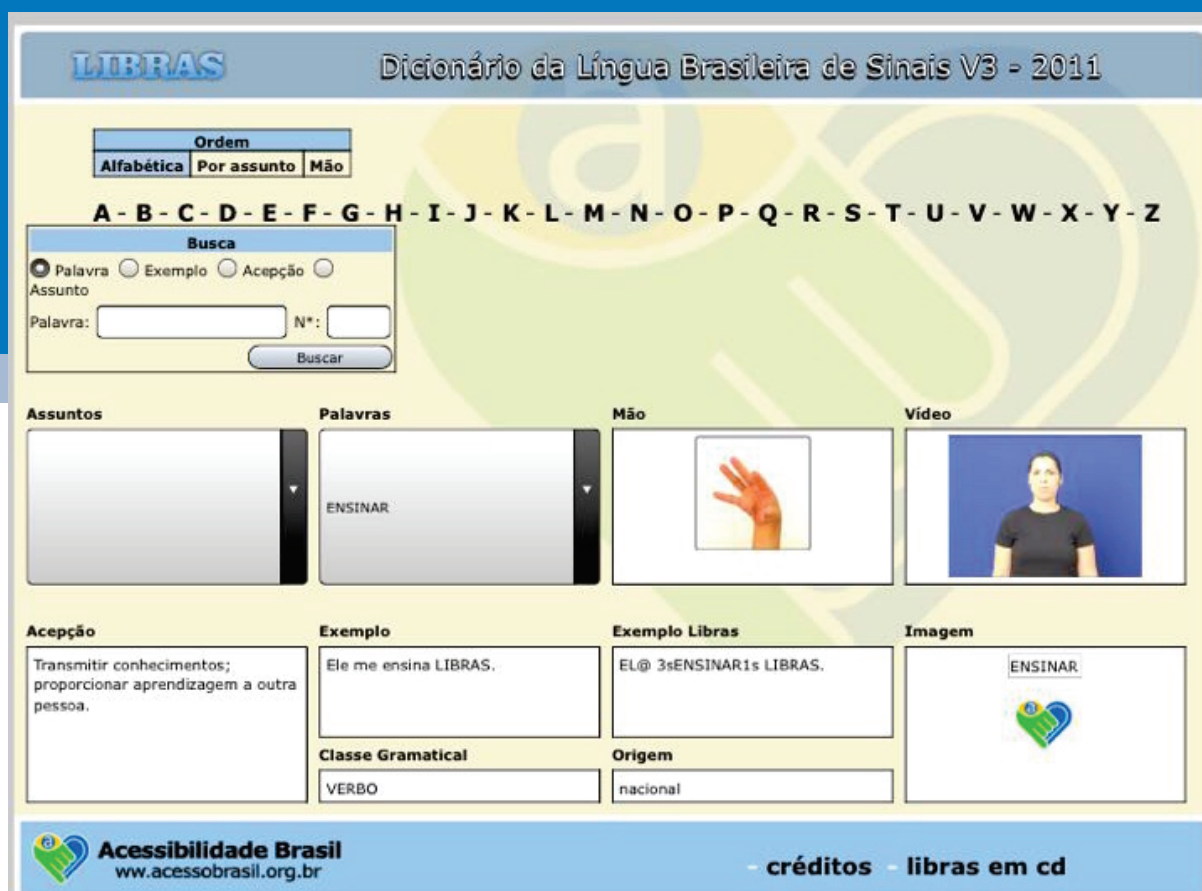 LIBRAS
Dicionário da Língua Brasileira de Sinais V3 - 2011
Ordem
Alfabética Por assunto Mão
A - B - C - D - E - F - G - H - I - J - K - L - M - N - O - P - Q - R - S - T - U - V - W - X - Y - Z
Busca
Palavra Exemplo Acepção
Assunto
Palavra: N*:
Buscar
Assuntos
Palavras
Mão
Vídeo
ENSINAR
Acepção
Exemplo
Exemplo Libras
Imagem
Transmitir conhecimentos;
proporcionar aprendizagem a outra
pessoa.
Ele me ensina LIBRAS.
EL@ 3sENSINAR1s LIBRAS.
ENSINAR
a
Classe Gramatical
Origem
VERBO
nacional
a
Acessibilidade Brasil
ww.acessobrasil.org.br
- créditos - libras em cd